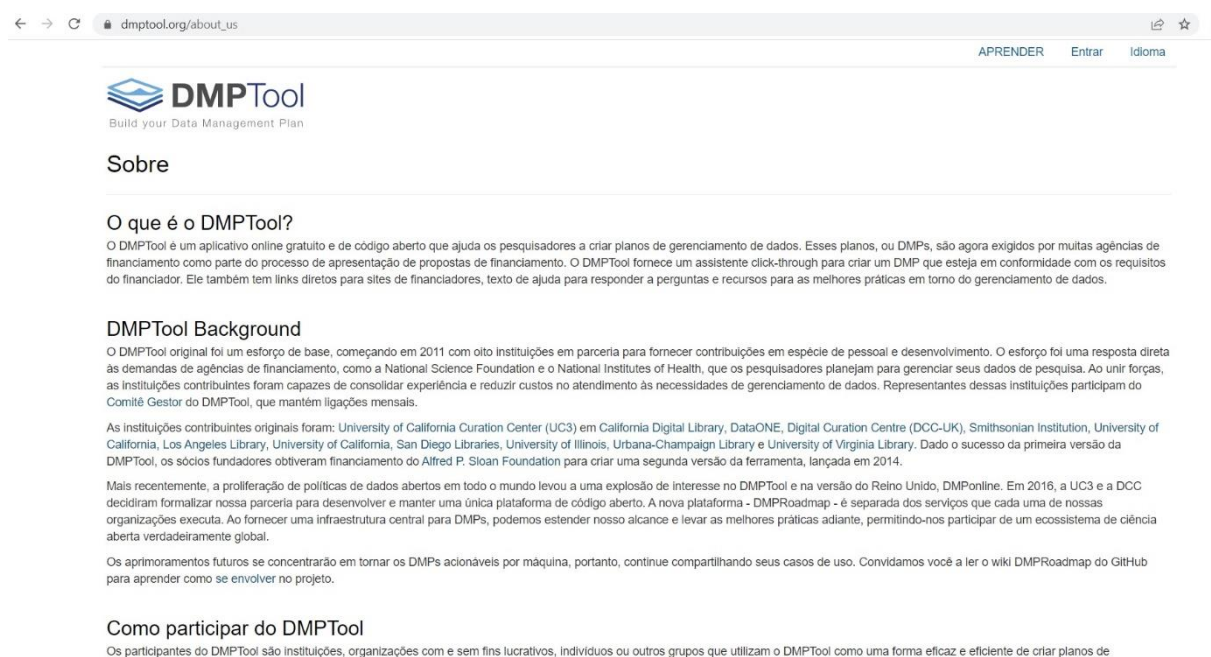 dmptool.org/about_us
APRENDER Entrar Idioma
DMPTool
Build your Data Management Plan
Sobre
O que é o DMPTool?
O DMPTool é um aplicativo online gratuito e de código aberto que ajuda os pesquisadores a criar planos de gerenciamento de dados. Esses planos, ou DMPs, são agora exigidos por muitas agências de
financiamento como parte do processo de apresentação de propostas de financiamento. O DMPTool fornece um assistente click-through para criar um DMP que esteja em conformidade com os requisitos
do financiador. Ele também tem links diretos para sites de financiadores, texto de ajuda para responder a perguntas e recursos para as melhores práticas em torno do gerenciamento de dados.
DMPTool Background
O DMPTool original foi um esforço de base, começando em 2011 com oito instituições em parceria para fornecer contribuições em espécie de pessoal e desenvolvimento. O esforço foi uma resposta direta
às demandas de agências de financiamento, como a National Science Foundation e o National Institutes of Health, que os pesquisadores planejam para gerenciar seus dados de pesquisa. Ao unir forças,
as instituições contribuintes foram capazes de consolidar experiência e reduzir custos no atendimento às necessidades de gerenciamento de dados. Representantes dessas instituições participam do
Comitê Gestor do DMPTool, que mantém ligações mensais.
As instituições contribuintes originais foram: University of California Curation Center (UC3) em California Digital Library, DataONE, Digital Curation Centre (DCC-UK), Smithsonian Institution, University of
California, Los Angeles Library, University of California, San Diego Libraries, University of Illinois, Urbana-Champaign Library e University of Virginia Library. Dado o sucesso da primeira versão da
DMPTool, os sócios fundadores obtiveram financiamento do Alfred P. Sloan Foundation para criar uma segunda versão da ferramenta, lançada em 2014.
Mais recentemente, a proliferação de políticas de dados abertos em todo o mundo levou a uma explosão de interesse no DMPTool e na versão do Reino Unido, DMPonline. Em 2016, a UC3 e a DCC
decidiram formalizar nossa parceria para desenvolver e manter uma única plataforma de código aberto. A nova plataforma - DMPRoadmap - é separada dos serviços que cada uma de nossas
organizações executa. Ao fornecer uma infraestrutura central para DMPs, podemos estender nosso alcance e levar as melhores práticas adiante, permitindo-nos participar de um ecossistema de ciência
aberta verdadeiramente global.
Os aprimoramentos futuros se concentrarão em tornar os DMPs acionáveis por máquina, portanto, continue compartilhando seus casos de uso. Convidamos você a ler o wiki DMPRoadmap do GitHub
para aprender como se envolver no projeto.
Como participar do DMPTool
Os participantes do DMPTool são instituições, organizações com e sem fins lucrativos, indivíduos ou outros grupos que utilizam o DMPTool como uma forma eficaz e eficiente de criar planos de